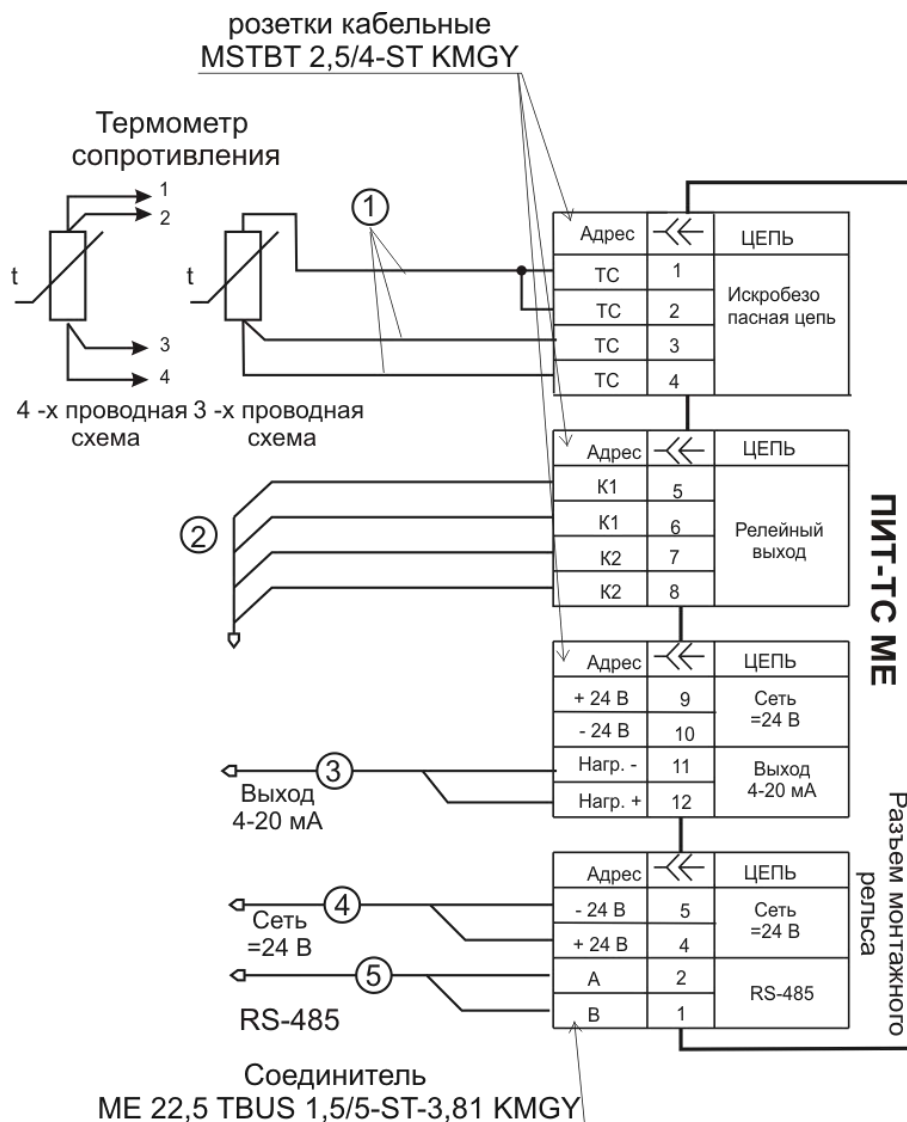 розетки кабельные
MSTBT 2,5/4-ST KMGY
Термометр
сопротивления
1
2
3
4
t
4 -х проводная
схема
t
3 -х проводная
схема
1
Адрес ЦЕПЬ
ТС 1
ТС 2
ТС 3
ТС 4
Искробезо
пасная цепь
2
Адрес ЦЕПЬ
К1 5
К1 6
К2 7
К2 8
Релейный
выход
ПИТ-ТС МЕ
Адрес ЦЕПЬ
+ 24 В 9
- 24 В 10
Сеть
=24 В
Нагр. - 11
Нагр. + 12
Выход
4-20 мА
3
Выход
4-20 мА
Разъем монтажного
рельса
Адрес ЦЕПЬ
- 24 В 5
+ 24 В 4
Сеть
=24 В
А 2
В 1
RS-485
4
Сеть
=24 В
5
RS-485
Соединитель
ME 22,5 TBUS 1,5/5-ST-3,81 KMGY